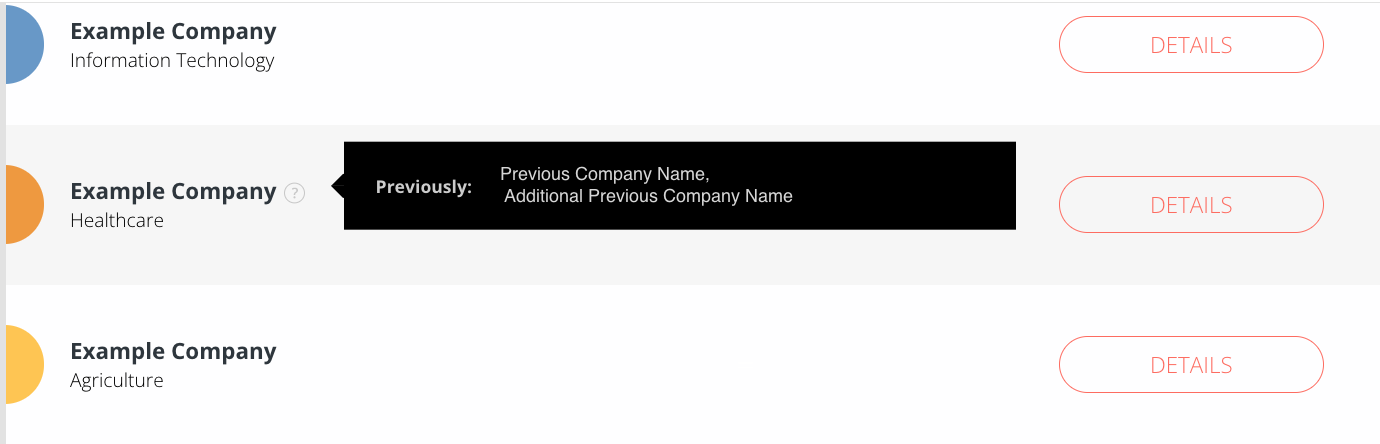 Example Company
Information Technology
DETAILS
Example Company ?
Healthcare
Previously:
Previous Company Name,
Additional Previous Company Name
DETAILS
Example Company
Agriculture
DETAILS